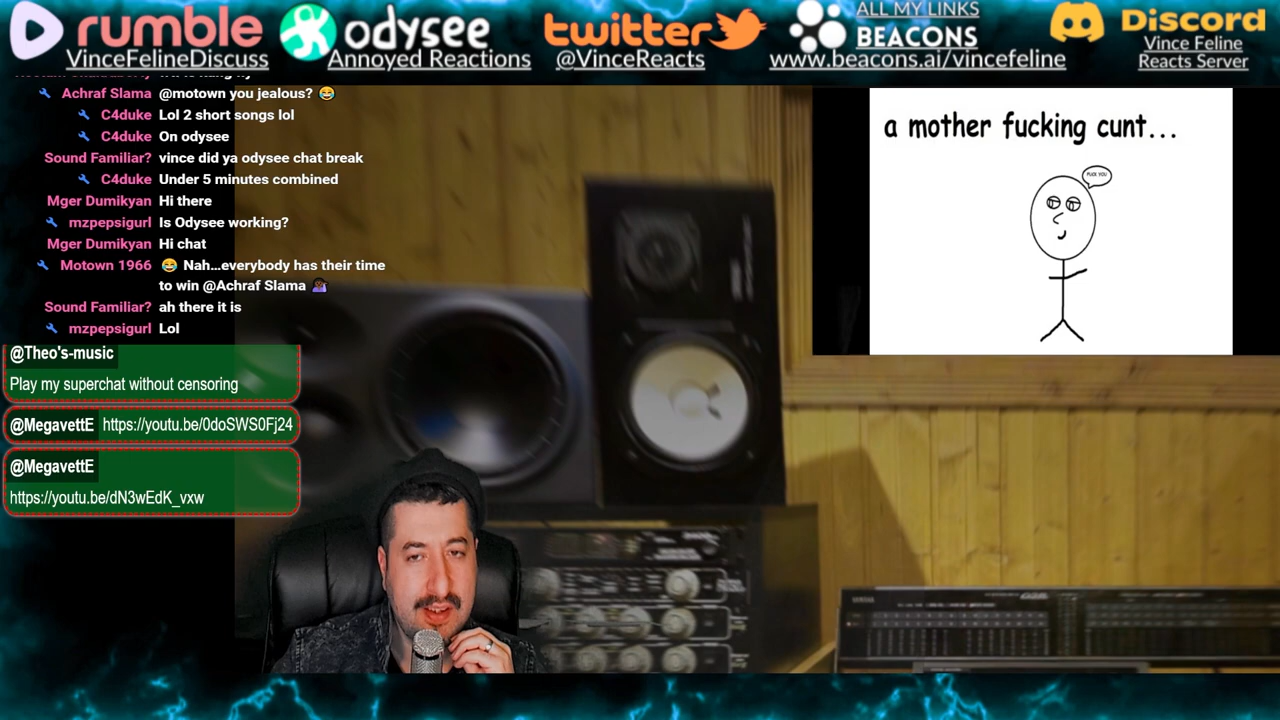 rumble
VinceFelineDiscuss
odysee
Annoyed Reactions
twitter
@VinceReacts
ALL MY LINKS
BEACONS
www.beacons.ai/vincefeline
Discord
Vince Feline
Reacts Server
Achraf Slama @motown you jealous? 😂
C4duke Lol 2 short songs lol
C4duke On odysee
Sound Familiar? vince did ya odysee chat break
C4duke Under 5 minutes combined
Mger Dumikyan Hi there
mzpepsigurl Is Odysee working?
Mger Dumikyan Hi chat
Motown 1966 😂 Nah...everybody has their time
to win @Achraf Slama 🤷🏾‍♀️
Sound Familiar? ah there it is
mzpepsigurl Lol
@Theo's-music
Play my superchat without censoring
@MegavettE https://youtu.be/0doSWS0Fj24
@MegavettE
https://youtu.be/dN3wEdK_vxw
a mother fucking cunt...
FUCK YOU
YAMAHA